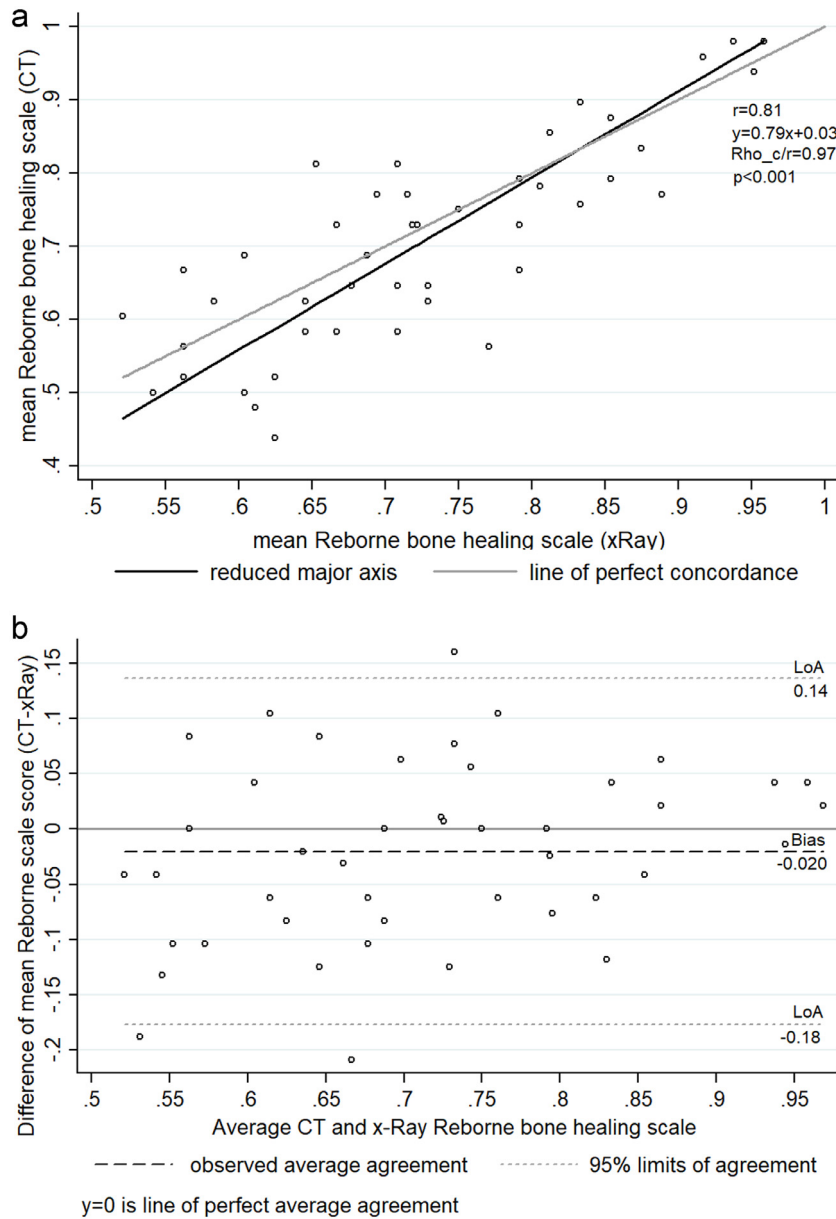 a
mean Reborne bone healing scale (CT)
1
.9
.8
.7
.6
.5
.4
r=0.81
y=0.79x+0.03
Rho_c/r=0.97
p<0.001
.5 .55 .6 .65 .7 .75 .8 .85 .9 .95 1
mean Reborne bone healing scale (xRay)
reduced major axis line of perfect concordance
b
Difference of mean Reborne scale score (CT-xRay)
.15
.1
.05
0
-.05
-.1
-.15
-.2
LoA
0.14
Bias
-0.020
LoA
-0.18
.5 .55 .6 .65 .7 .75 .8 .85 .9 .95
Average CT and x-Ray Reborne bone healing scale
observed average agreement 95% limits of agreement
y=0 is line of perfect average agreement